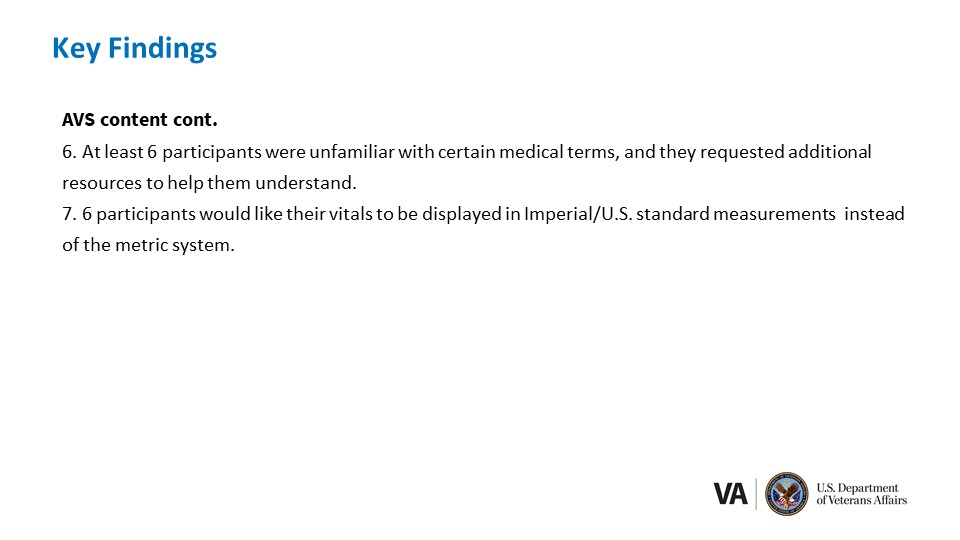 Key Findings
AVS content cont.
6. At least 6 participants were unfamiliar with certain medical terms, and they requested additional
resources to help them understand.
7. 6 participants would like their vitals to be displayed in Imperial/U.S. standard measurements  instead
of the metric system.
VA
U.S. Department
of Veterans Affairs